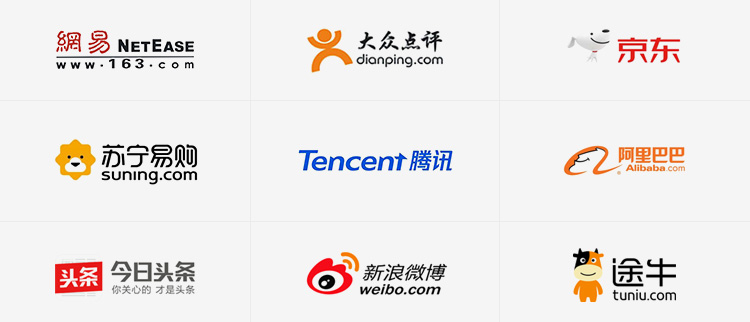 網易 NETEASE
www.163.com
大众点评
dianping.com
京东
苏宁易购
suning.com
Tencent 腾讯
阿里巴巴
Alibaba.com
头条
今日头条
你关心的 才是头条
新浪微博
weibo.com
途牛
tuniu.com